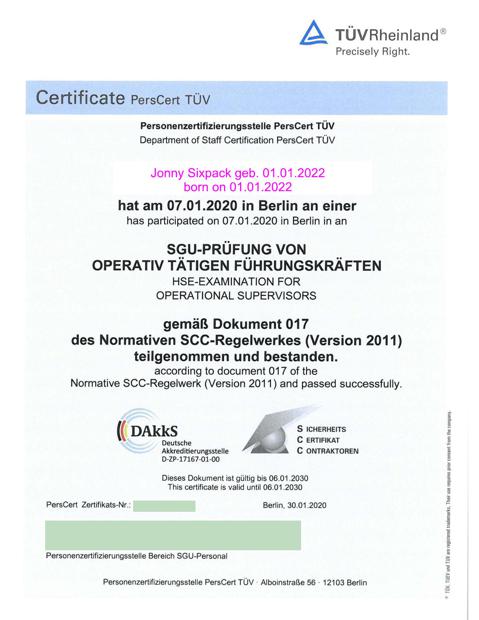 TÜVRheinland®
Precisely Right.
Certificate PersCert TÜV
Personenzertifizierungsstelle PersCert TÜV
Department of Staff Certification PersCert TÜV
Jonny Sixpack geb. 01.01.2022
born on 01.01.2022
hat am 07.01.2020 in Berlin an einer
has participated on 07.01.2020 in Berlin in an
SGU-PRÜFUNG VON
OPERATIV TÄTIGEN FÜHRUNGSKRÄFTEN
HSE-EXAMINATION FOR
OPERATIONAL SUPERVISORS
gemäß Dokument 017
des Normativen SCC-Regelwerkes (Version 2011)
teilgenommen und bestanden.
according to document 017 of the
Normative SCC-Regelwerk (Version 2011) and passed successfully.
DAkkS
Deutsche
Akkreditierungsstelle
D-ZP-17167-01-00
S ICHERHEITS
C ERTIFIKAT
C ONTRAKTOREN
Dieses Dokument ist gültig bis 06.01.2030
This certificate is valid until 06.01.2030
PersCert Zertifikats-Nr.:
Berlin, 30.01.2020
Personenzertifizierungsstelle Bereich SGU-Personal
Personenzertifizierungsstelle PersCert TÜV · Alboinstraße 56 · 12103 Berlin
® TÜV, TUEV und TUV are registered trademarks. Their use requires prior consent from the company.